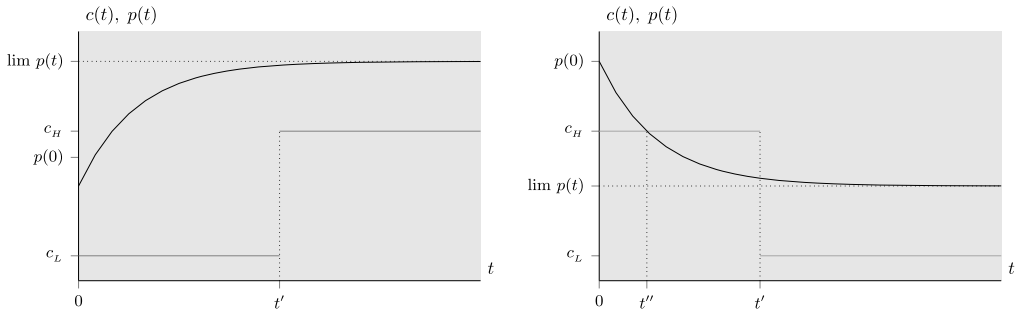 c(t), p(t)
lim p(t)
c_H
p(0)
c_L
t
0
t′
c(t), p(t)
p(0)
c_H
lim p(t)
c_L
t
0
t″
t′